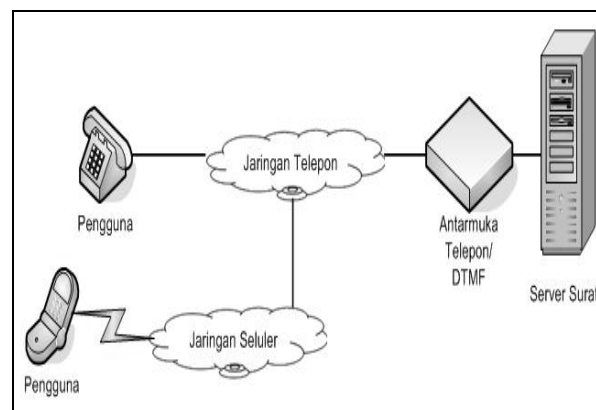 Jaringan Telepon
Pengguna
Antarmuka
Telepon/
DTMF
Server Surat
Jaringan Seluler
Pengguna